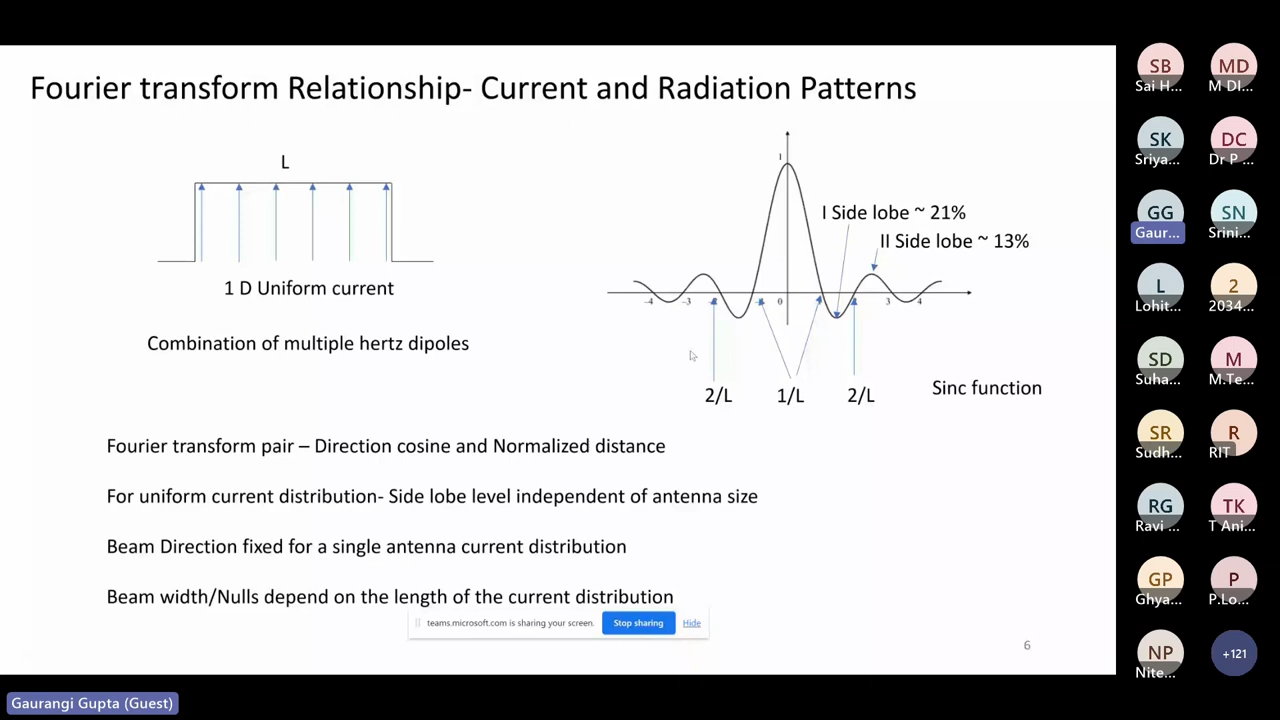 Fourier transform Relationship- Current and Radiation Patterns
L
1 D Uniform current
Combination of multiple hertz dipoles
1
I Side lobe ~ 21%
II Side lobe ~ 13%
-4 -3 0 3 4
2/L 1/L 2/L
Sinc function
Fourier transform pair – Direction cosine and Normalized distance
For uniform current distribution- Side lobe level independent of antenna size
Beam Direction fixed for a single antenna current distribution
Beam width/Nulls depend on the length of the current distribution
teams.microsoft.com is sharing your screen. Stop sharing Hide
6
Gaurangi Gupta (Guest)
SB MD
Sai H... M DI...
SK DC
Sriya... Dr P ...
GG SN
Gaur... Srini...
L 2
Lohit... 2034...
SD M
Suha... M.Te...
SR R
Sudh... RIT
RG TK
Ravi ... T Ani...
GP P
Ghya... P.Lo...
NP +121
Nite...